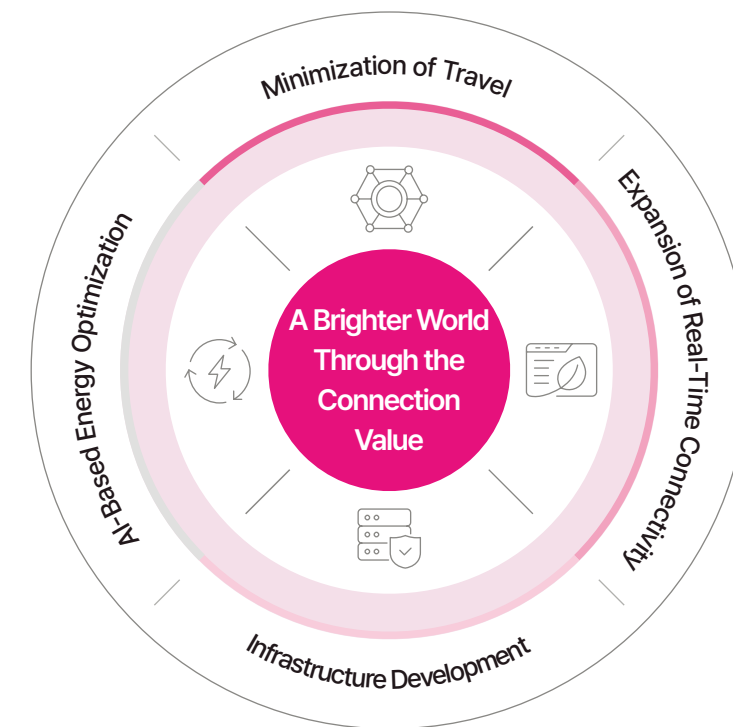 Minimization of Travel
Expansion of Real-Time Connectivity
A Brighter World
Through the
Connection
Value
AI-Based Energy Optimization
Infrastructure Development